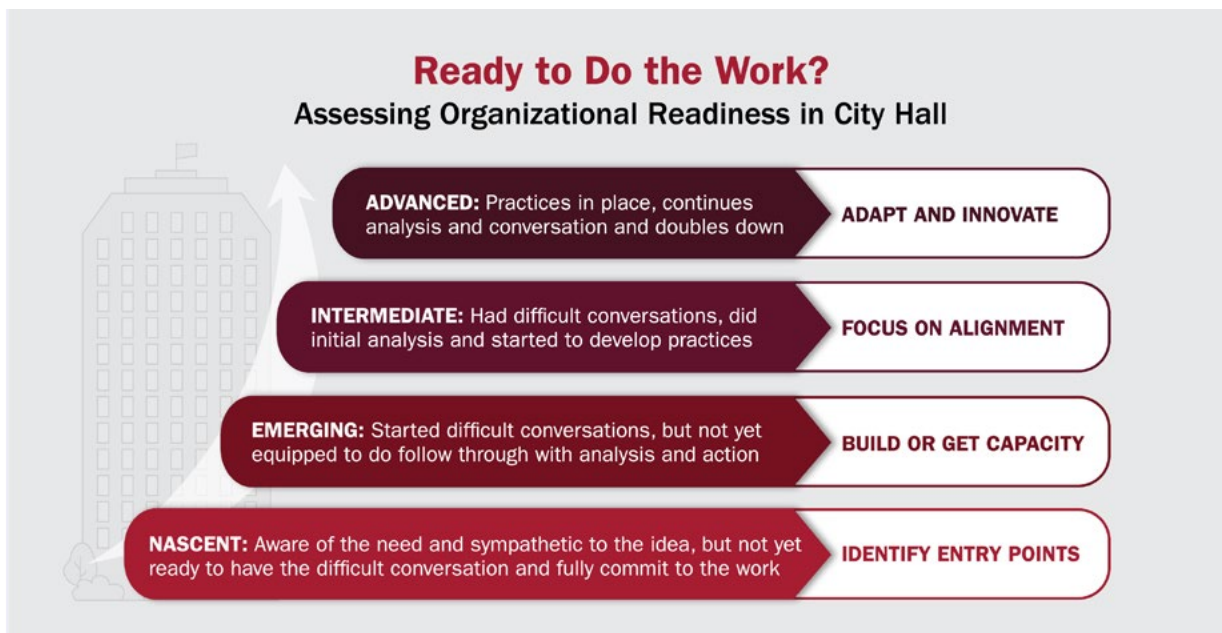 Ready to Do the Work?
Assessing Organizational Readiness in City Hall
ADVANCED: Practices in place, continues
analysis and conversation and doubles down
ADAPT AND INNOVATE
INTERMEDIATE: Had difficult conversations, did
initial analysis and started to develop practices
FOCUS ON ALIGNMENT
EMERGING: Started difficult conversations, but not yet
equipped to do follow through with analysis and action
BUILD OR GET CAPACITY
NASCENT: Aware of the need and sympathetic to the idea, but not yet
ready to have the difficult conversation and fully commit to the work
IDENTIFY ENTRY POINTS